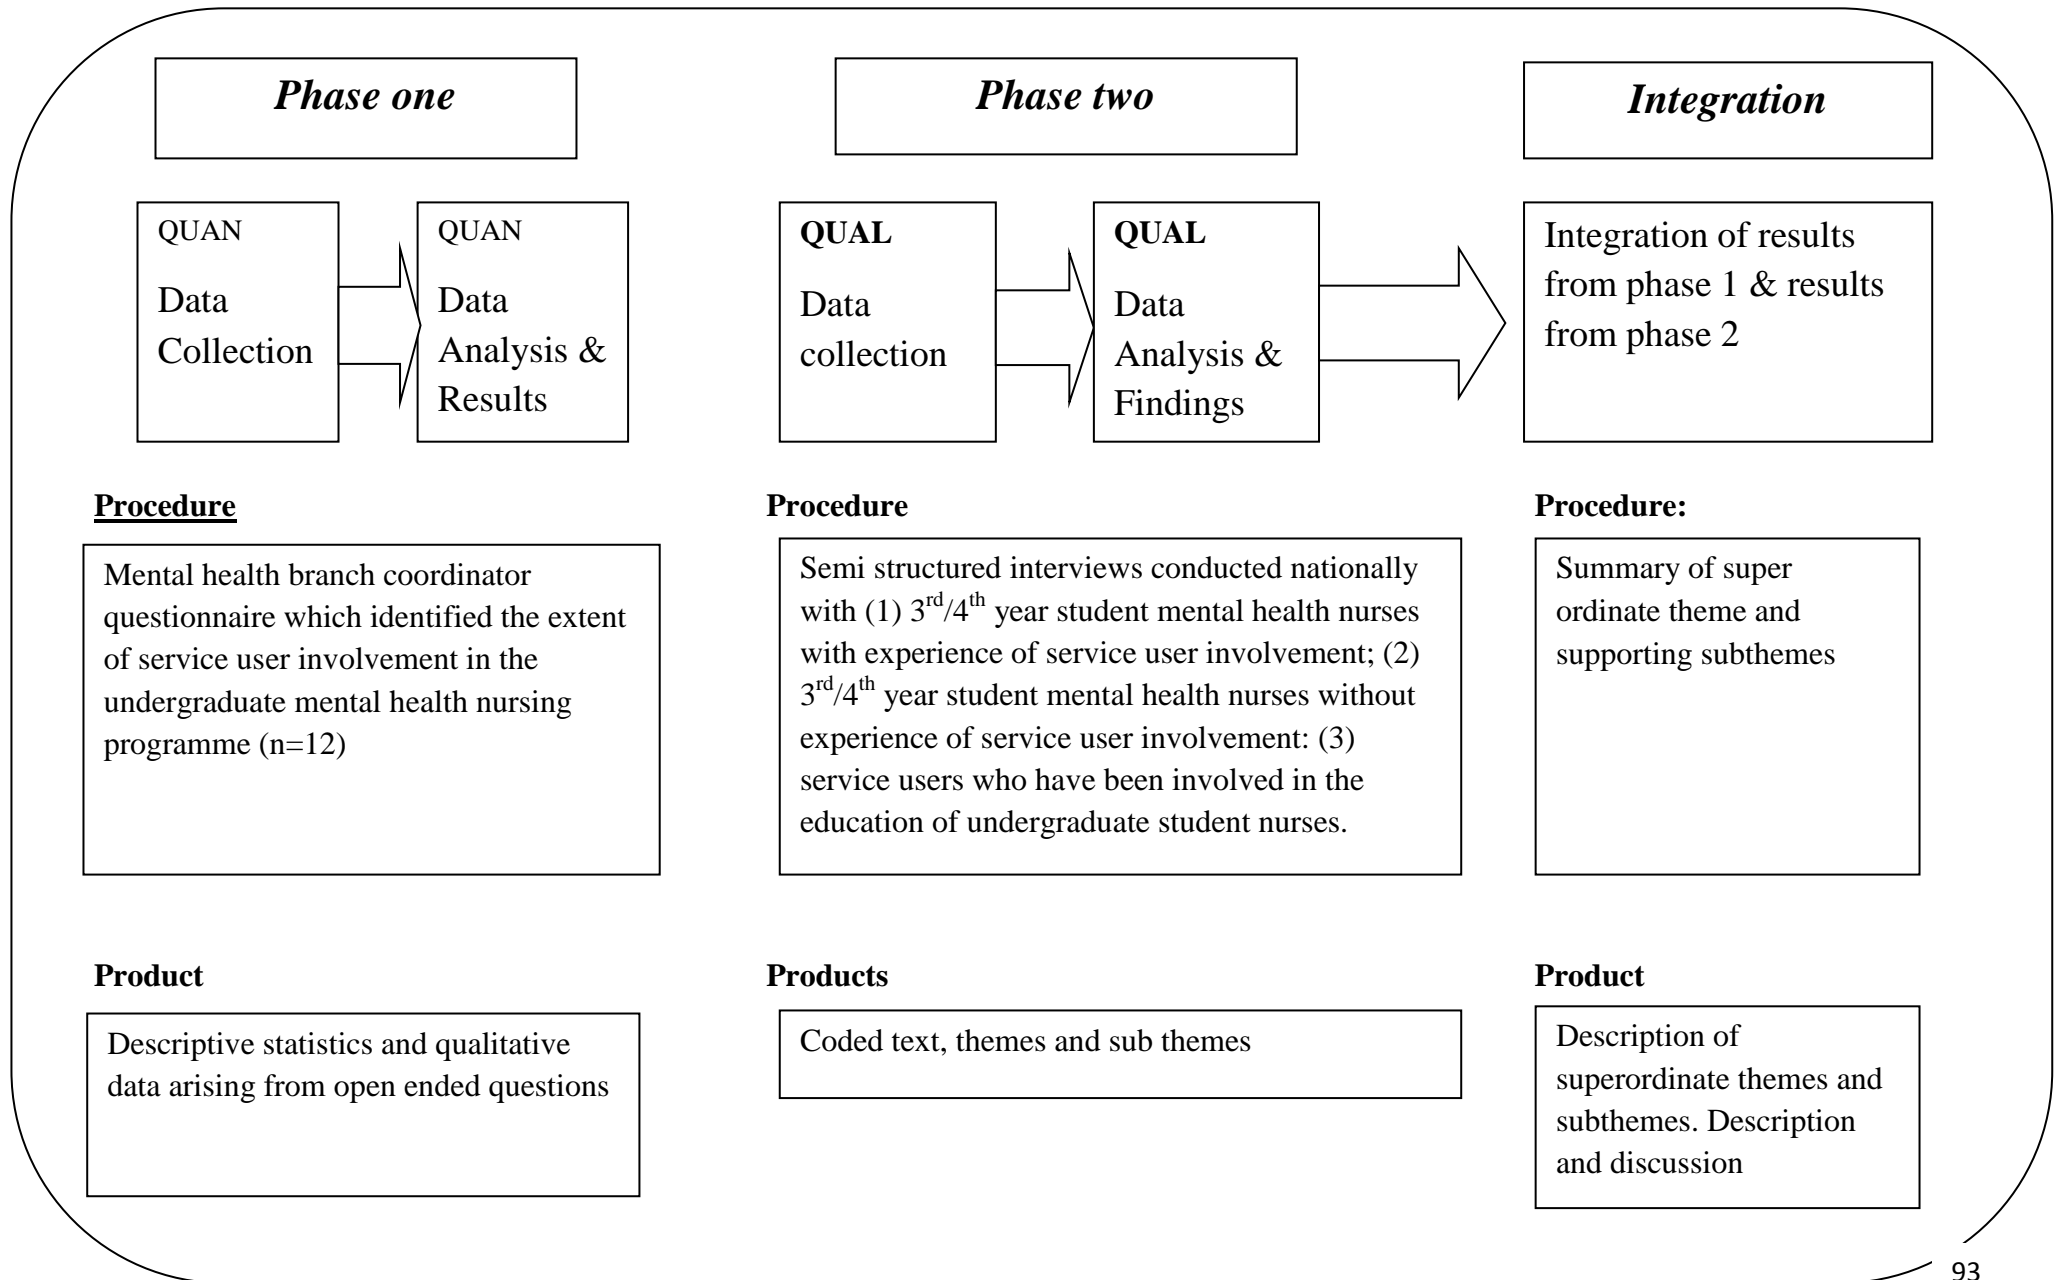 Phase one
Phase two
Integration
QUAN
Data
Collection
QUAN
Data
Analysis &
Results
QUAL
Data
collection
QUAL
Data
Analysis &
Findings
Integration of results
from phase 1 & results
from phase 2
Procedure
Mental health branch coordinator
questionnaire which identified the extent
of service user involvement in the
undergraduate mental health nursing
programme (n=12)
Procedure
Semi structured interviews conducted nationally
with (1) 3rd/4th year student mental health nurses
with experience of service user involvement; (2)
3rd/4th year student mental health nurses without
experience of service user involvement: (3)
service users who have been involved in the
education of undergraduate student nurses.
Procedure:
Summary of super
ordinate theme and
supporting subthemes
Product
Descriptive statistics and qualitative
data arising from open ended questions
Products
Coded text, themes and sub themes
Product
Description of
superordinate themes and
subthemes. Description
and discussion
93